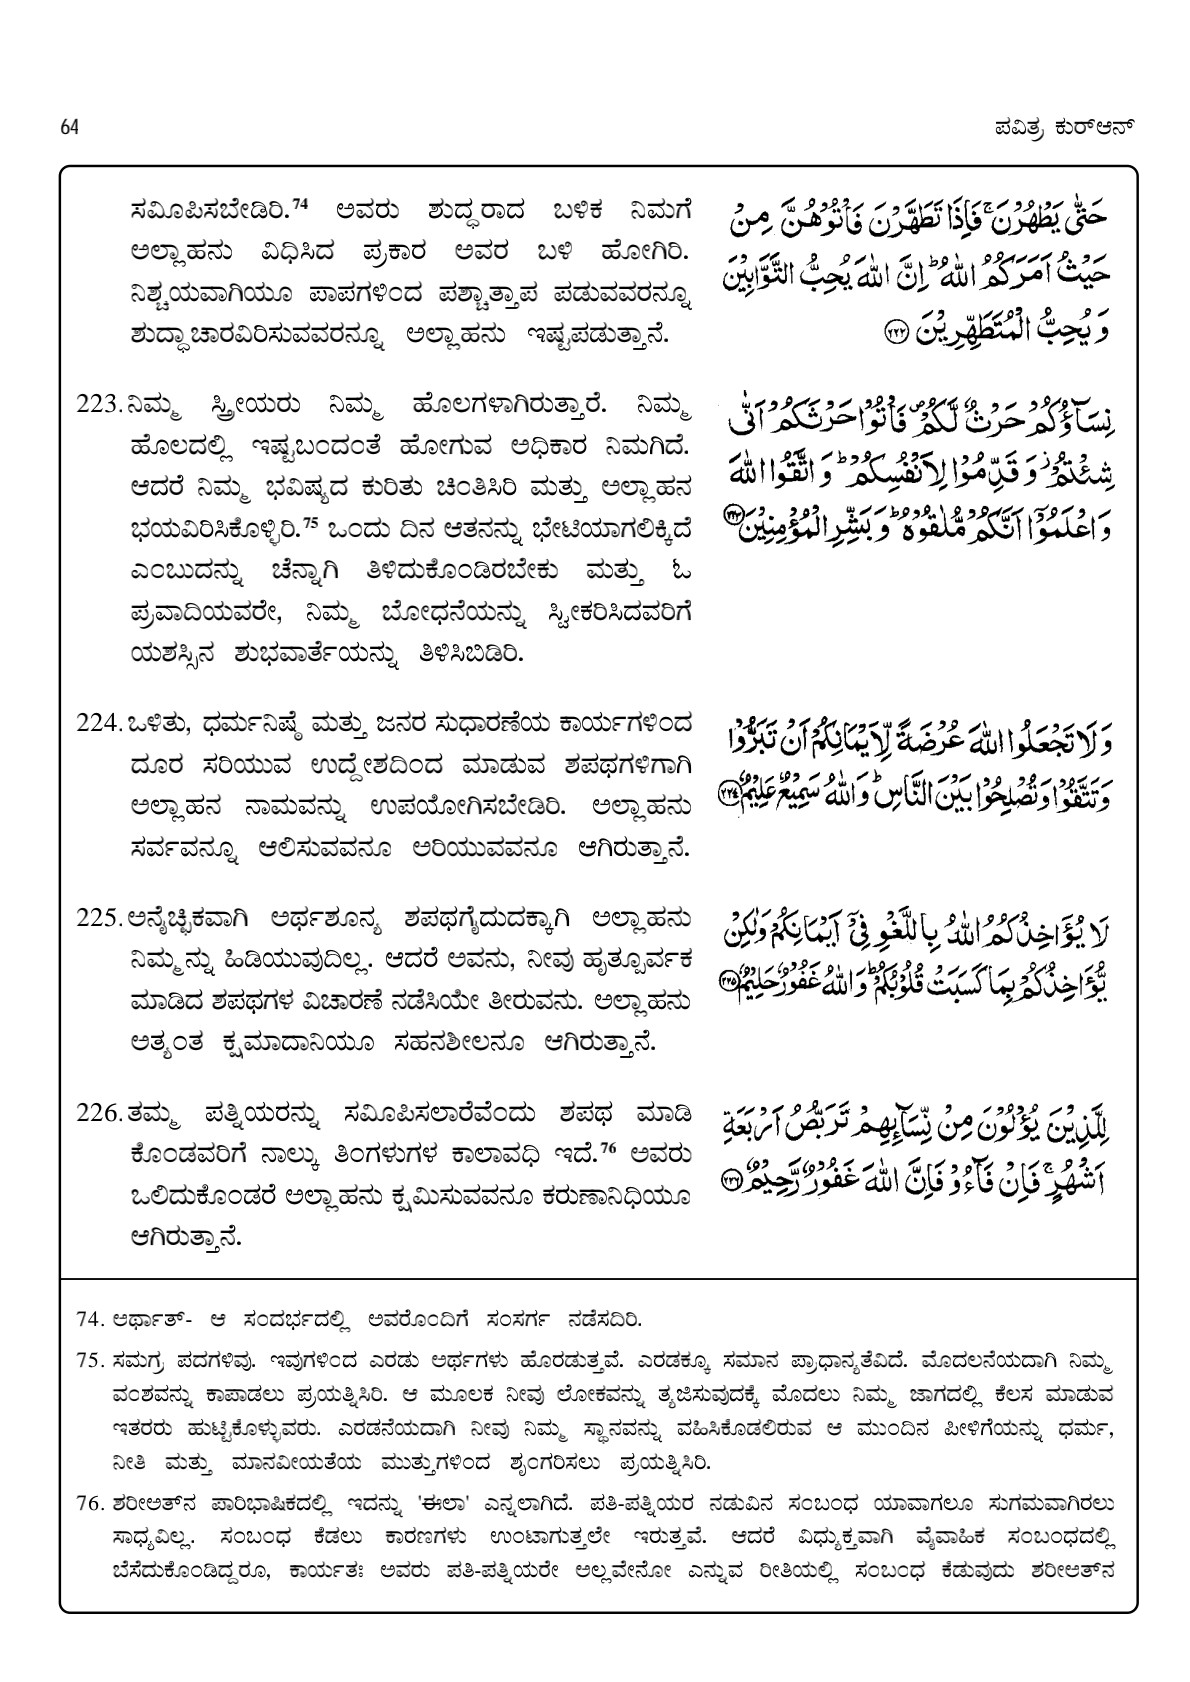 64
ಪವಿತ್ರ ಕುರ್‌ಆನ್
ಸಮೀಪಿಸಬೇಡಿರಿ.74 ಅವರು ಶುದ್ಧರಾದ ಬಳಿಕ ನಿಮಗೆ
ಅಲ್ಲಾಹನು ವಿಧಿಸಿದ ಪ್ರಕಾರ ಅವರ ಬಳಿ ಹೋಗಿರಿ.
ನಿಶ್ಚಯವಾಗಿಯೂ ಪಾಪಗಳಿಂದ ಪಶ್ಚಾತ್ತಾಪ ಪಡುವವರನ್ನೂ
ಶುದ್ಧಾಚಾರವಿರಿಸುವವರನ್ನೂ ಅಲ್ಲಾಹನು ಇಷ್ಟಪಡುತ್ತಾನೆ.
حَتّٰى يَطْهُرْنَ ۚ فَاِذَا تَطَهَّرْنَ فَاْتُوْهُنَّ مِنْ
حَيْثُ اَمَرَكُمُ اللّٰهُ ؕ اِنَّ اللّٰهَ يُحِبُّ التَّوَّابِيْنَ
وَ يُحِبُّ الْمُتَطَهِّرِيْنَ ﴿۲۲۲﴾
223. ನಿಮ್ಮ ಸ್ತ್ರೀಯರು ನಿಮ್ಮ ಹೊಲಗಳಾಗಿರುತ್ತಾರೆ. ನಿಮ್ಮ
ಹೊಲದಲ್ಲಿ ಇಷ್ಟಬಂದಂತೆ ಹೋಗುವ ಅಧಿಕಾರ ನಿಮಗಿದೆ.
ಆದರೆ ನಿಮ್ಮ ಭವಿಷ್ಯದ ಕುರಿತು ಚಿಂತಿಸಿರಿ ಮತ್ತು ಅಲ್ಲಾಹನ
ಭಯವಿರಿಸಿಕೊಳ್ಳಿರಿ.75 ಒಂದು ದಿನ ಆತನನ್ನು ಭೇಟಿಯಾಗಲಿಕ್ಕಿದೆ
ಎಂಬುದನ್ನು ಚೆನ್ನಾಗಿ ತಿಳಿದುಕೊಂಡಿರಬೇಕು ಮತ್ತು ಓ
ಪ್ರವಾದಿಯವರೇ, ನಿಮ್ಮ ಬೋಧನೆಯನ್ನು ಸ್ವೀಕರಿಸಿದವರಿಗೆ
ಯಶಸ್ಸಿನ ಶುಭವಾರ್ತೆಯನ್ನು ತಿಳಿಸಿಬಿಡಿರಿ.
نِسَآؤُكُمْ حَرْثٌ لَّكُمْ ۪ فَاْتُوْا حَرْثَكُمْ اَنّٰى
شِئْتُمْ ؗ وَ قَدِّمُوْا لِاَنْفُسِكُمْ ؕ وَ اتَّقُوا اللّٰهَ
وَ اعْلَمُوْۤا اَنَّكُمْ مُّلٰقُوْهُ ؕ وَ بَشِّرِ الْمُؤْمِنِيْنَ ﴿۲۲۳﴾
224. ಒಳಿತು, ಧರ್ಮನಿಷ್ಠೆ ಮತ್ತು ಜನರ ಸುಧಾರಣೆಯ ಕಾರ್ಯಗಳಿಂದ
ದೂರ ಸರಿಯುವ ಉದ್ದೇಶದಿಂದ ಮಾಡುವ ಶಪಥಗಳಿಗಾಗಿ
ಅಲ್ಲಾಹನ ನಾಮವನ್ನು ಉಪಯೋಗಿಸಬೇಡಿರಿ. ಅಲ್ಲಾಹನು
ಸರ್ವವನ್ನೂ ಆಲಿಸುವವನೂ ಅರಿಯುವವನೂ ಆಗಿರುತ್ತಾನೆ.
وَ لَا تَجْعَلُوا اللّٰهَ عُرْضَةً لِّاَيْمَانِكُمْ اَنْ تَبَرُّوْا
وَ تَتَّقُوْا وَ تُصْلِحُوْا بَيْنَ النَّاسِ ؕ وَ اللّٰهُ سَمِيْعٌ عَلِيْمٌ ﴿۲۲۴﴾
225. ಅನೈಚ್ಛಿಕವಾಗಿ ಅರ್ಥಶೂನ್ಯ ಶಪಥಗೈದುದಕ್ಕಾಗಿ ಅಲ್ಲಾಹನು
ನಿಮ್ಮನ್ನು ಹಿಡಿಯುವುದಿಲ್ಲ. ಆದರೆ ಅವನು, ನೀವು ಹೃತ್ಪೂರ್ವಕ
ಮಾಡಿದ ಶಪಥಗಳ ವಿಚಾರಣೆ ನಡೆಸಿಯೇ ತೀರುವನು. ಅಲ್ಲಾಹನು
ಅತ್ಯಂತ ಕ್ಷಮಾದಾನಿಯೂ ಸಹನಶೀಲನೂ ಆಗಿರುತ್ತಾನೆ.
لَا يُؤَاخِذُكُمُ اللّٰهُ بِاللَّغْوِ فِيْۤ اَيْمَانِكُمْ وَ لٰكِنْ
يُّؤَاخِذُكُمْ بِمَا كَسَبَتْ قُلُوْبُكُمْ ؕ وَ اللّٰهُ غَفُوْرٌ حَلِيْمٌ ﴿۲۲۵﴾
226. ತಮ್ಮ ಪತ್ನಿಯರನ್ನು ಸಮೀಪಿಸಲಾರೆವೆಂದು ಶಪಥ ಮಾಡಿ
ಕೊಂಡವರಿಗೆ ನಾಲ್ಕು ತಿಂಗಳುಗಳ ಕಾಲಾವಧಿ ಇದೆ.76 ಅವರು
ಒಲಿದುಕೊಂಡರೆ ಅಲ್ಲಾಹನು ಕ್ಷಮಿಸುವವನೂ ಕರುಣಾನಿಧಿಯೂ
ಆಗಿರುತ್ತಾನೆ.
لِلَّذِيْنَ يُؤْلُوْنَ مِنْ نِّسَآىِٕهِمْ تَرَبُّصُ اَرْبَعَةِ
اَشْهُرٍ ۚ فَاِنْ فَآءُوْ فَاِنَّ اللّٰهَ غَفُوْرٌ رَّحِيْمٌ ﴿۲۲۶﴾
74. ಅರ್ಥಾತ್- ಆ ಸಂದರ್ಭದಲ್ಲಿ ಅವರೊಂದಿಗೆ ಸಂಸರ್ಗ ನಡೆಸದಿರಿ.
75. ಸಮಗ್ರ ಪದಗಳಿವು. ಇವುಗಳಿಂದ ಎರಡು ಅರ್ಥಗಳು ಹೊರಡುತ್ತವೆ. ಎರಡಕ್ಕೂ ಸಮಾನ ಪ್ರಾಧಾನ್ಯತೆವಿದೆ. ಮೊದಲನೆಯದಾಗಿ ನಿಮ್ಮ
ವಂಶವನ್ನು ಕಾಪಾಡಲು ಪ್ರಯತ್ನಿಸಿರಿ. ಆ ಮೂಲಕ ನೀವು ಲೋಕವನ್ನು ತ್ಯಜಿಸುವುದಕ್ಕೆ ಮೊದಲು ನಿಮ್ಮ ಜಾಗದಲ್ಲಿ ಕೆಲಸ ಮಾಡುವ
ಇತರರು ಹುಟ್ಟಿಕೊಳ್ಳುವರು. ಎರಡನೆಯದಾಗಿ ನೀವು ನಿಮ್ಮ ಸ್ಥಾನವನ್ನು ವಹಿಸಿಕೊಡಲಿರುವ ಆ ಮುಂದಿನ ಪೀಳಿಗೆಯನ್ನು ಧರ್ಮ,
ನೀತಿ ಮತ್ತು ಮಾನವೀಯತೆಯ ಮುತ್ತುಗಳಿಂದ ಶೃಂಗರಿಸಲು ಪ್ರಯತ್ನಿಸಿರಿ.
76. ಶರೀಅತ್‌ನ ಪಾರಿಭಾಷಿಕದಲ್ಲಿ ಇದನ್ನು 'ಈಲಾ' ಎನ್ನಲಾಗಿದೆ. ಪತಿ-ಪತ್ನಿಯರ ನಡುವಿನ ಸಂಬಂಧ ಯಾವಾಗಲೂ ಸುಗಮವಾಗಿರಲು
ಸಾಧ್ಯವಿಲ್ಲ. ಸಂಬಂಧ ಕೆಡಲು ಕಾರಣಗಳು ಉಂಟಾಗುತ್ತಲೇ ಇರುತ್ತವೆ. ಆದರೆ ವಿಧ್ಯುಕ್ತವಾಗಿ ವೈವಾಹಿಕ ಸಂಬಂಧದಲ್ಲಿ
ಬೆಸೆದುಕೊಂಡಿದ್ದರೂ, ಕಾರ್ಯತಃ ಅವರು ಪತಿ-ಪತ್ನಿಯರೇ ಅಲ್ಲವೇನೋ ಎನ್ನುವ ರೀತಿಯಲ್ಲಿ ಸಂಬಂಧ ಕೆಡುವುದು ಶರೀಅತ್‌ನ